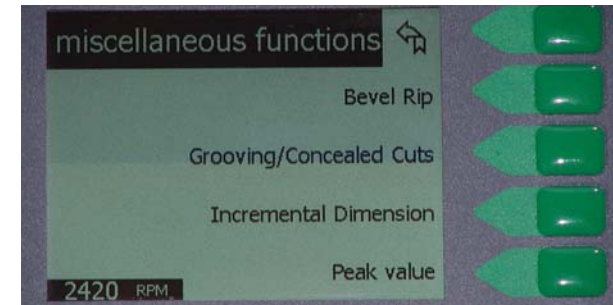 miscellaneous functions
Bevel Rip
Grooving/Concealed Cuts
Incremental Dimension
Peak value
2420 RPM